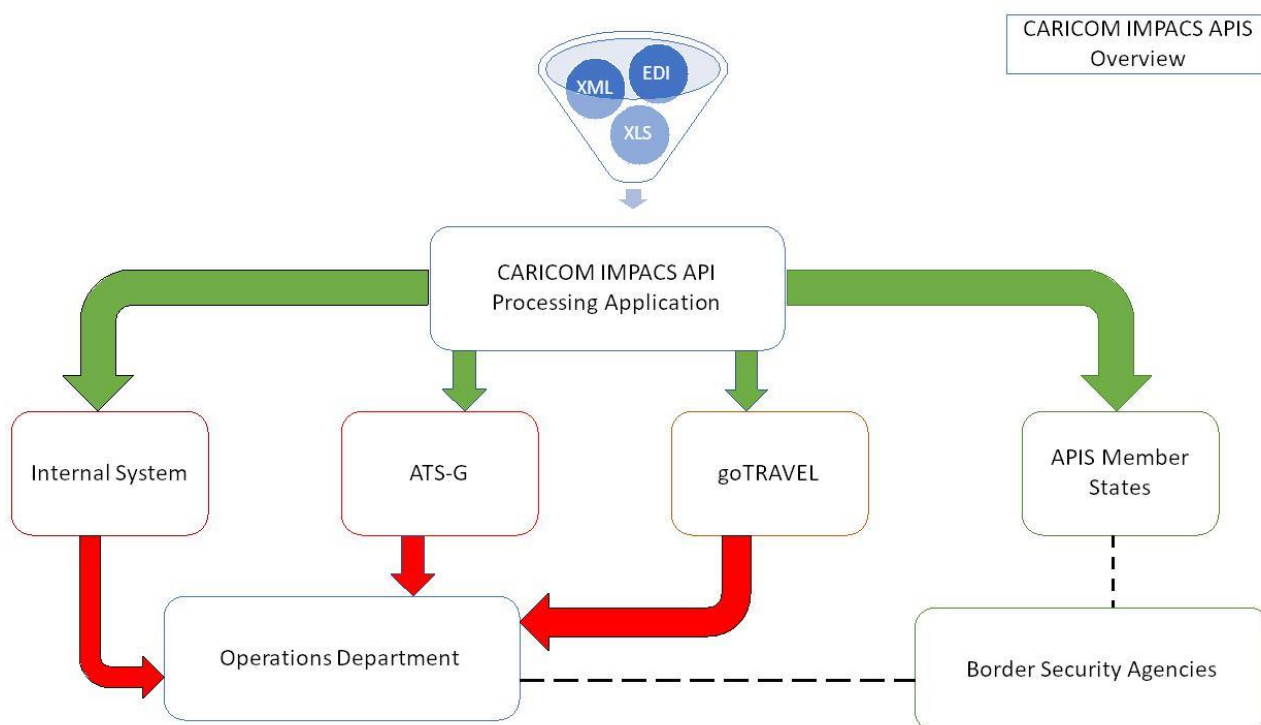 CARICOM IMPACS APIS
Overview
EDI
XML
XLS
CARICOM IMPACS API
Processing Application
Internal System
ATS-G
goTRAVEL
APIS Member
States
Operations Department
Border Security Agencies